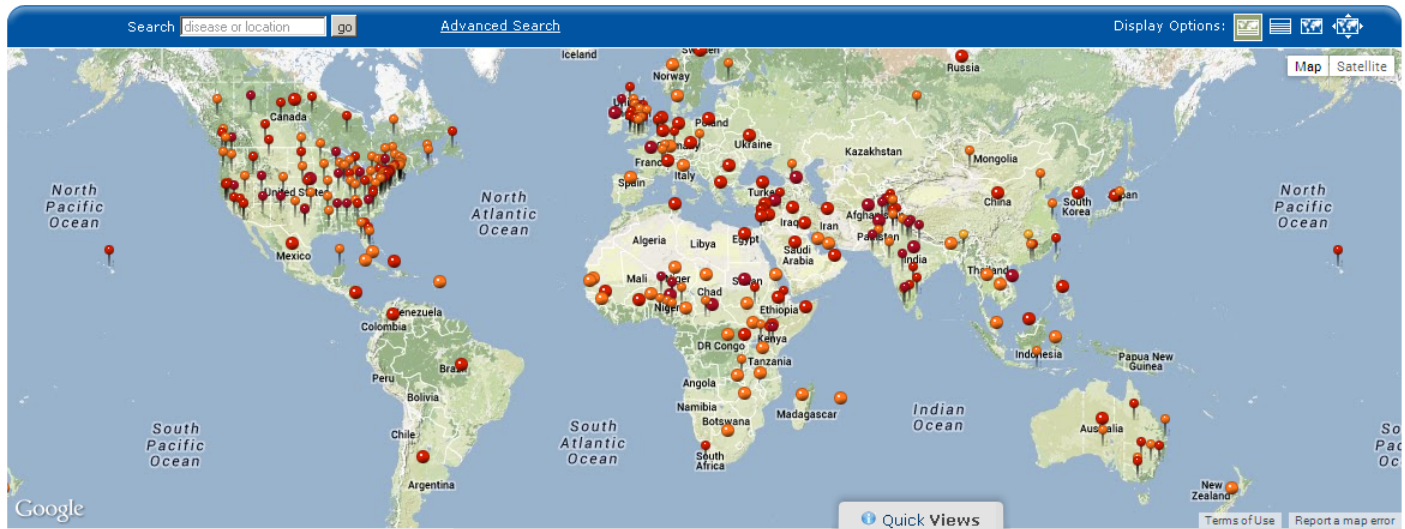 Search disease or location go Advanced Search Display Options:
Map Satellite
Iceland
Norway
Russia
Canada
Poland
Ukraine
Kazakhstan
Mongolia
France
Italy
Spain
United States
North
Pacific
Ocean
North
Atlantic
Ocean
China
South
Korea
North
Pacific
Ocean
Iraq
Iran
Pakistan
Algeria
Libya
Egypt
Saudi
Arabia
India
Mexico
Mali
Niger
Chad
Sudan
Thailand
Ethiopia
Venezuela
Colombia
DR Congo
Kenya
Tanzania
Indonesia
Papua New
Guinea
Brazil
Peru
Bolivia
Angola
Namibia
Botswana
Madagascar
Indian
Ocean
Australia
South
Pacific
Ocean
Chile
South
Atlantic
Ocean
South
Africa
Argentina
New
Zealand
Google
Quick Views
Terms of Use Report a map error